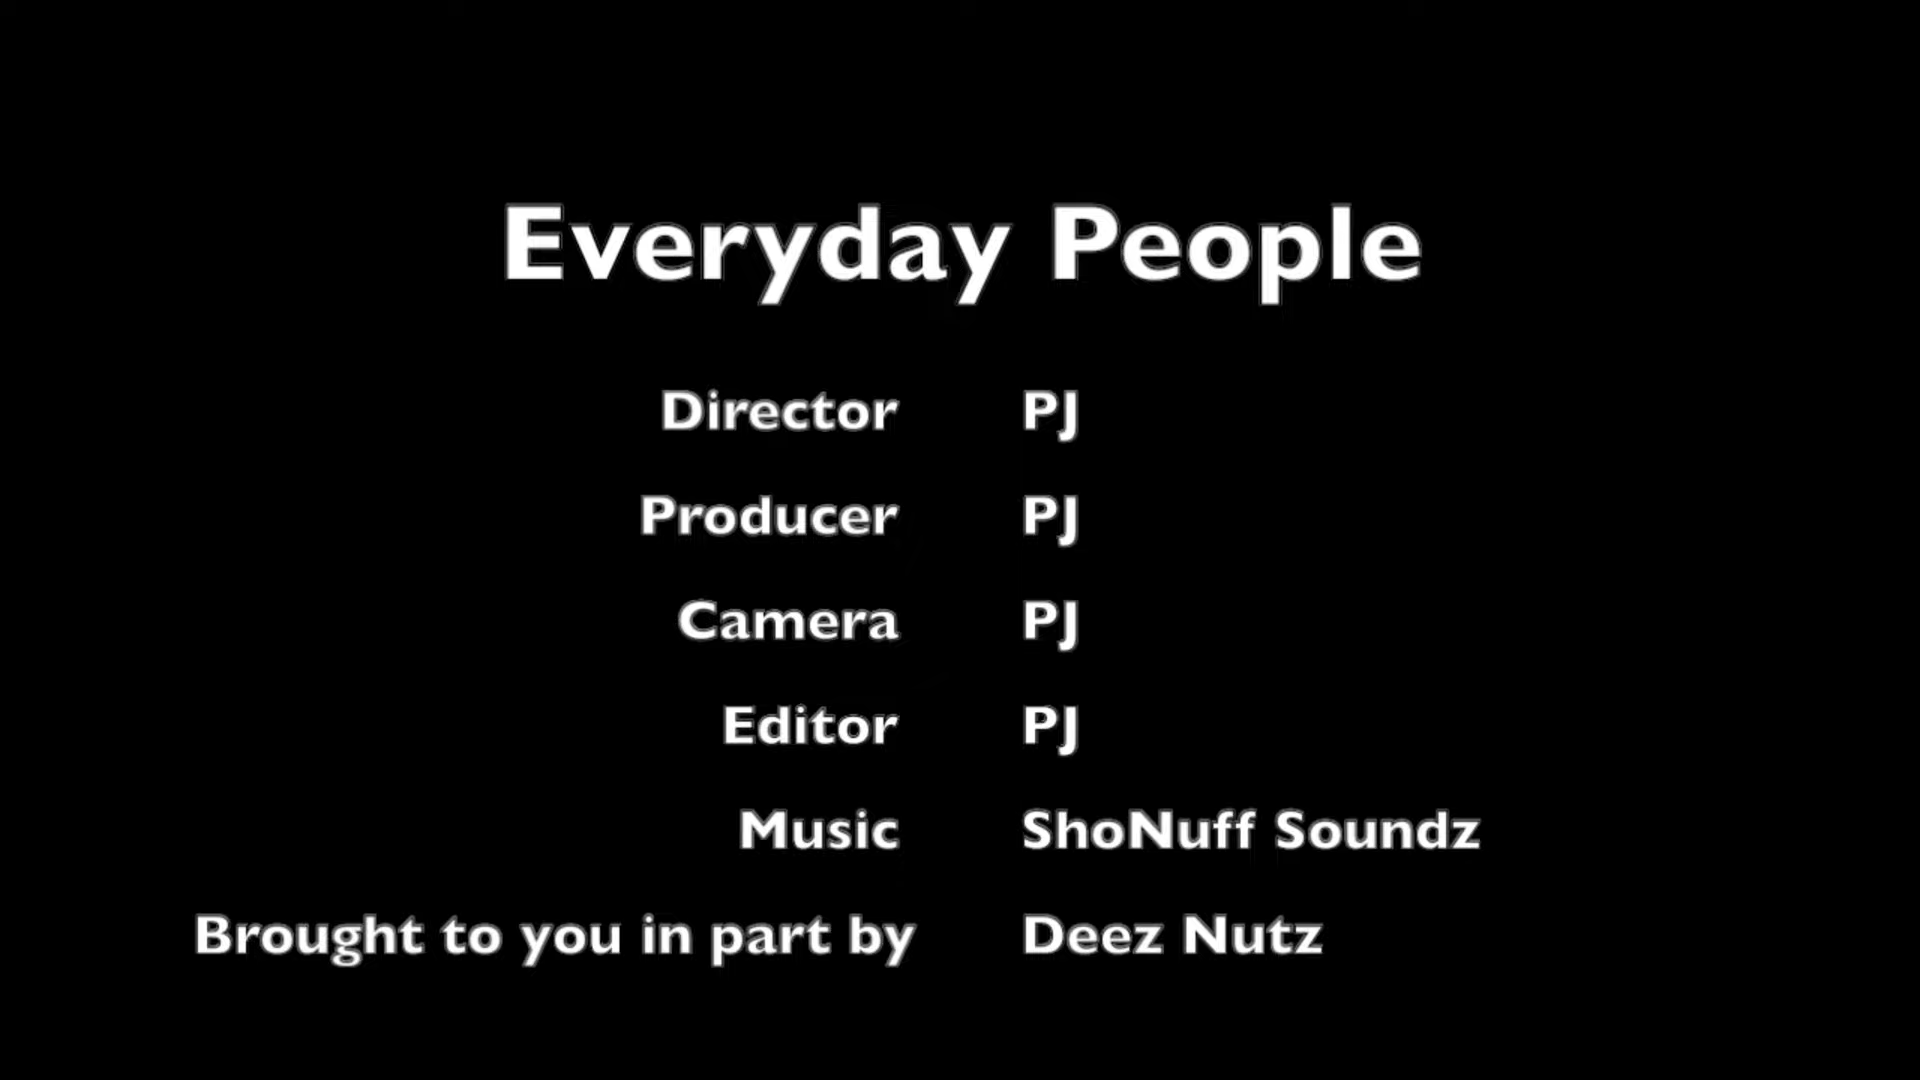 Everyday People
Director PJ
Producer PJ
Camera PJ
Editor PJ
Music ShoNuff Soundz
Brought to you in part by Deez Nutz